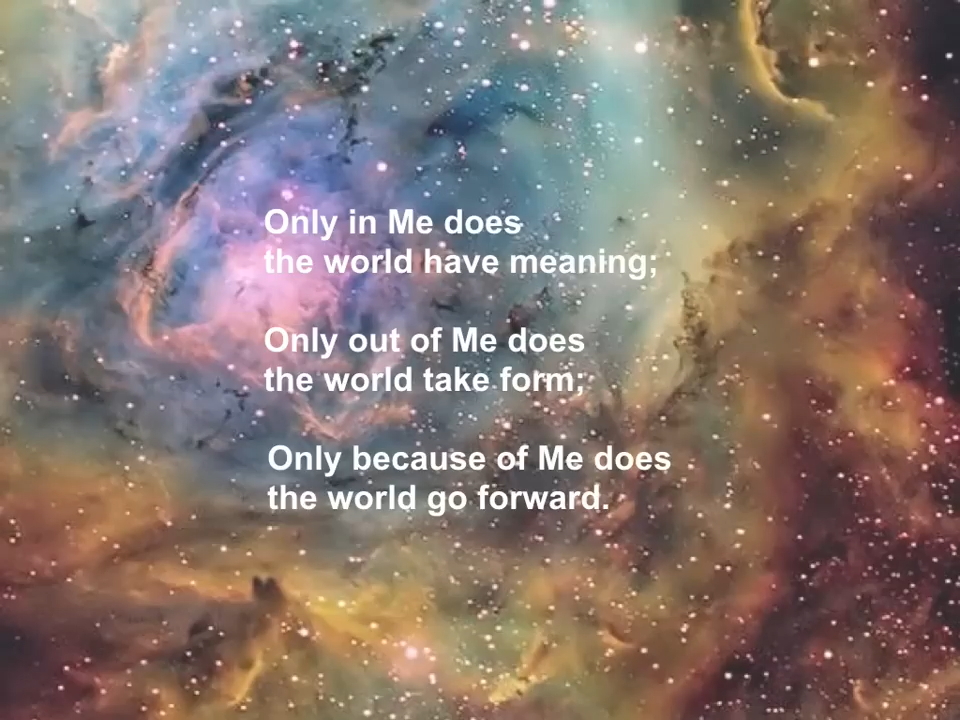 Only in Me does
the world have meaning;
Only out of Me does
the world take form;
Only because of Me does
the world go forward.